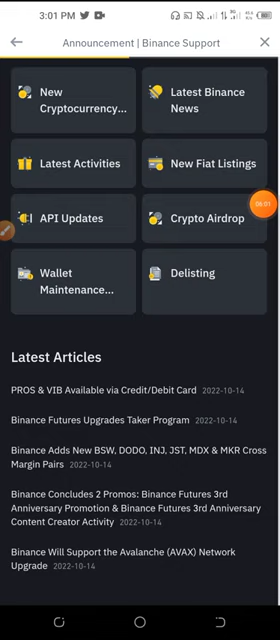 3:01 PM
Announcement | Binance Support
New
Cryptocurrency...
Latest Binance
News
Latest Activities
New Fiat Listings
06:01
API Updates
Crypto Airdrop
Wallet
Maintenance...
Delisting
Latest Articles
PROS & VIB Available via Credit/Debit Card 2022-10-14
Binance Futures Upgrades Taker Program 2022-10-14
Binance Adds New BSW, DODO, INJ, JST, MDX & MKR Cross
Margin Pairs 2022-10-14
Binance Concludes 2 Promos: Binance Futures 3rd
Anniversary Promotion & Binance Futures 3rd Anniversary
Content Creator Activity 2022-10-14
Binance Will Support the Avalanche (AVAX) Network
Upgrade 2022-10-14